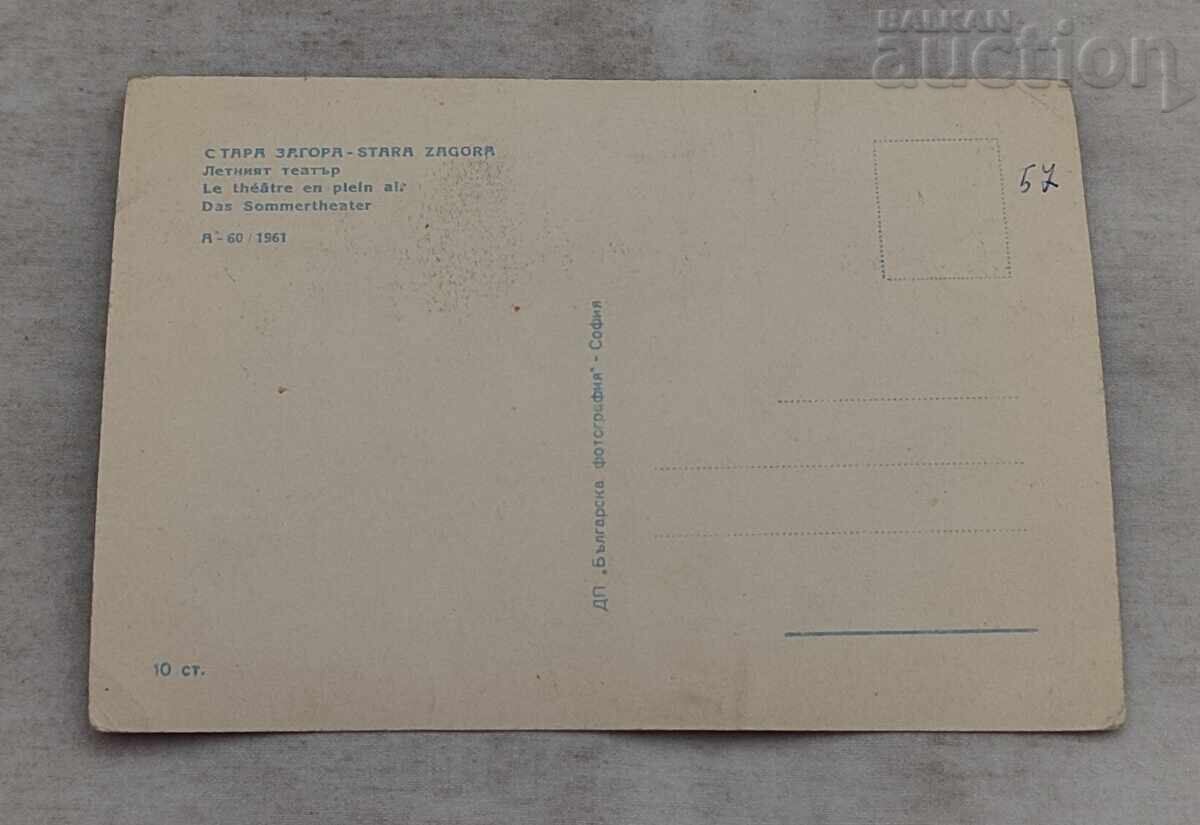 BALKAN
auction
СТАРА ЗАГОРА - STARA ZAGORA
Летният театър
Le théâtre en plein air
Das Sommertheater
А - 60 / 1961
57
ДП „Българска фотография" - София
10 ст.